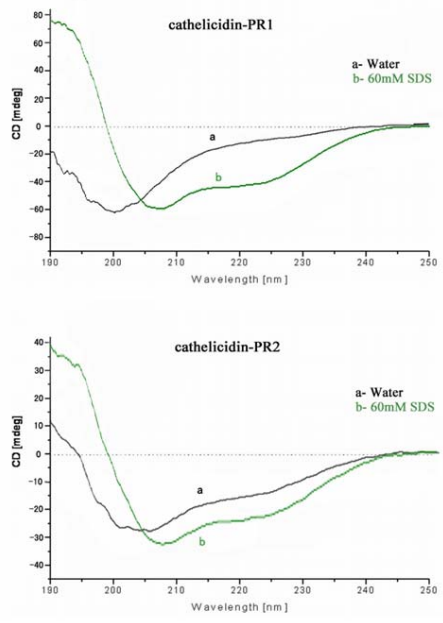 cathelicidin-PR1
a- Water
b- 60mM SDS
80
60
40
20
0
-20
-40
-60
-80
CD [mdeg]
a
b
190 200 210 220 230 240 250
Wavelength [nm]
cathelicidin-PR2
a- Water
b- 60mM SDS
40
30
20
10
0
-10
-20
-30
-40
CD [mdeg]
a
b
190 200 210 220 230 240 250
Wavelength [nm]